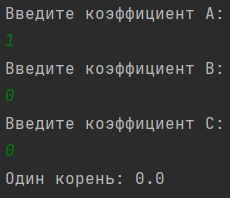 Введите коэффициент A:
1
Введите коэффициент B:
0
Введите коэффициент C:
0
Один корень: 0.0